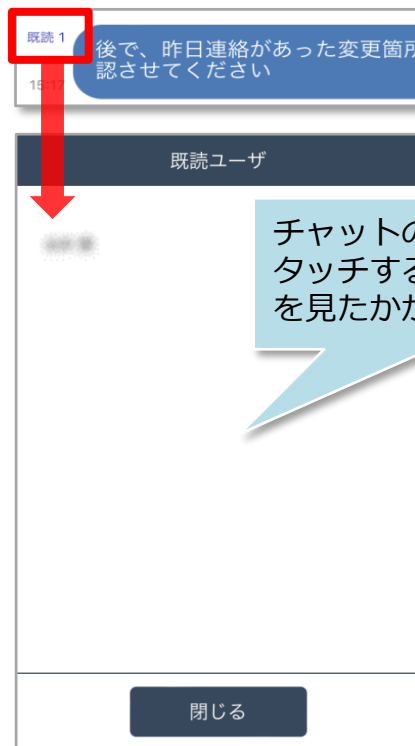 既読 1
後で、昨日連絡があった変更箇所
認させてください
15:17
既読ユーザ
チャットの
タッチする
を見たかが
閉じる